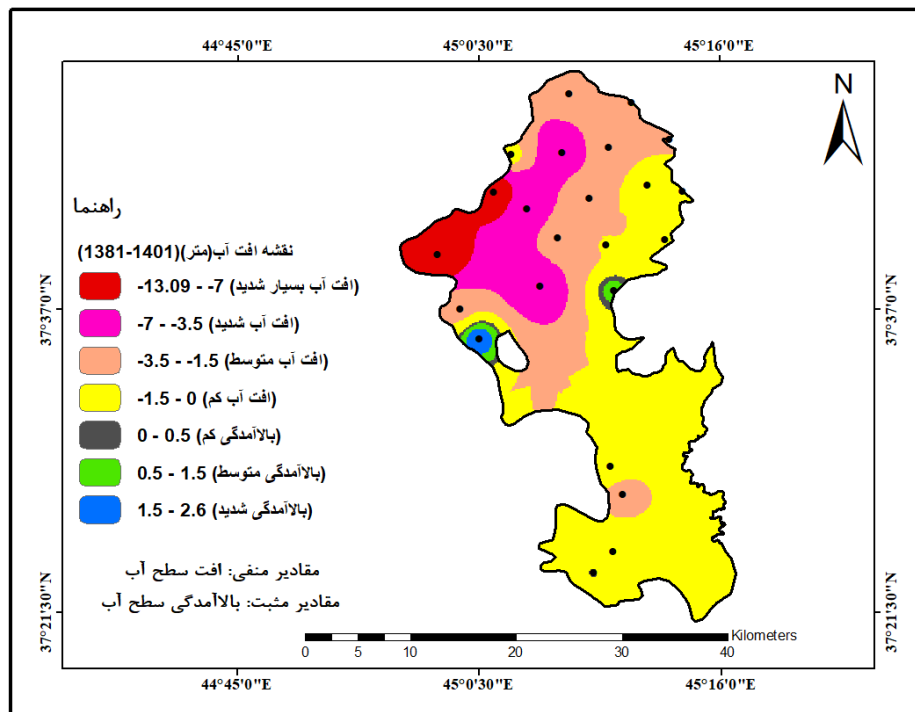 44°45'0"E 45°0'30"E 45°16'0"E
N
راهنما
نقشه افت آب(متر)(1381-1401)
-13.09 - -7 (افت آب بسیار شدید)
-7 - -3.5 (افت آب شدید)
-3.5 - -1.5 (افت آب متوسط)
-1.5 - 0 (افت آب کم)
0 - 0.5 (بالاآمدگی کم)
0.5 - 1.5 (بالاآمدگی متوسط)
1.5 - 2.6 (بالاآمدگی شدید)
مقادیر منفی: افت سطح آب
مقادیر مثبت: بالاآمدگی سطح آب
37°37'0"N 37°37'0"N
37°21'30"N 37°21'30"N
Kilometers
0 5 10 20 30 40
44°45'0"E 45°0'30"E 45°16'0"E